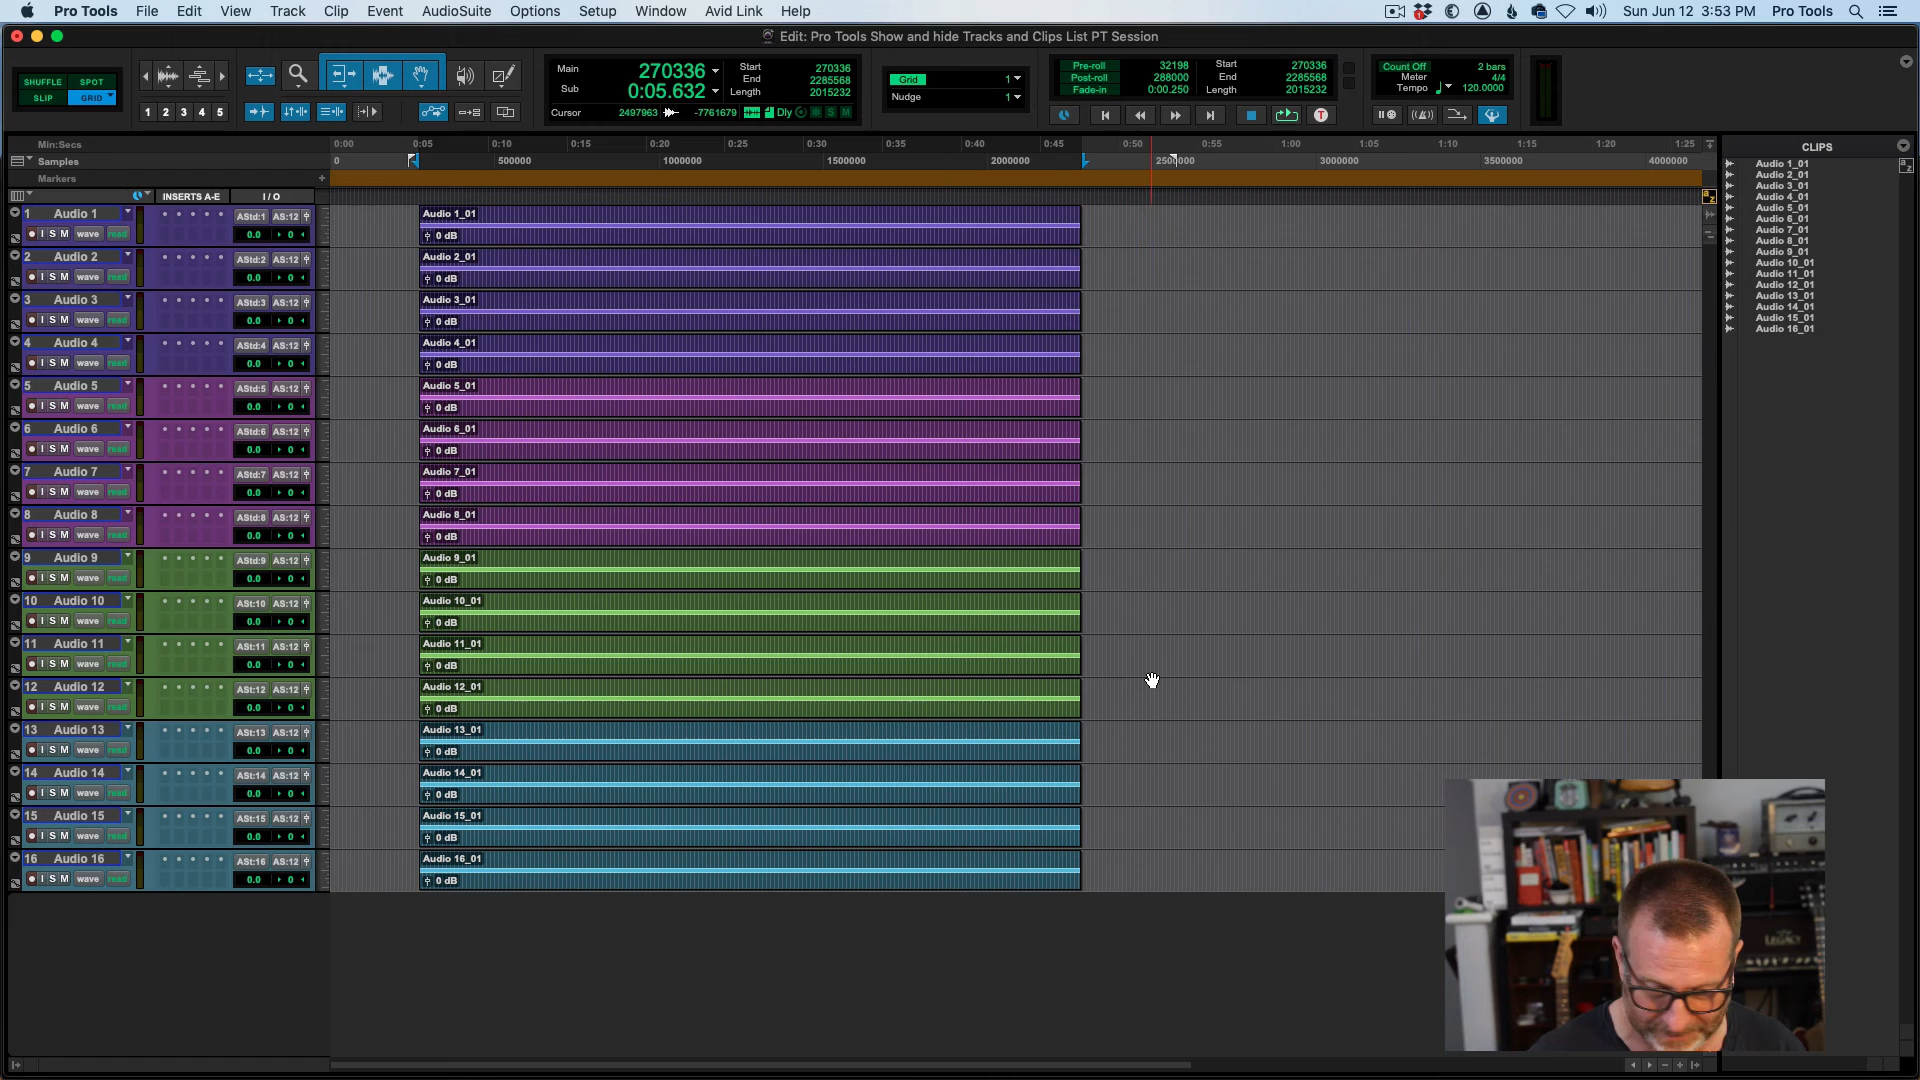 Pro Tools File Edit View Track Clip Event AudioSuite Options Setup Window Avid Link Help
Sun Jun 12 3:53 PM Pro Tools
Edit: Pro Tools Show and hide Tracks and Clips List PT Session
SHUFFLE SPOT
SLIP GRID
1 2 3 4 5
Main 270336
Sub 0:05.632
Start 270336
End 2285568
Length 2015232
Cursor 2497963 -7761679 Dly S M
Grid 1
Nudge 1
Pre-roll 32198
Post-roll 288000
Fade-in 0:00.250
Start 270336
End 2285568
Length 2015232
Count Off 2 bars
Meter 4/4
Tempo 120.0000
Min:Secs 0:00 0:05 0:10 0:15 0:20 0:25 0:30 0:35 0:40 0:45 0:50 0:55 1:00 1:05 1:10 1:15 1:20 1:25
Samples 0 500000 1000000 1500000 2000000 2500000 3000000 3500000 4000000
Markers
INSERTS A-E I / O
1 Audio 1 AStd:1 AS:12 Audio 1_01
I S M wave read 0.0 0 0 dB
2 Audio 2 AStd:2 AS:12 Audio 2_01
I S M wave read 0.0 0 0 dB
3 Audio 3 AStd:3 AS:12 Audio 3_01
I S M wave read 0.0 0 0 dB
4 Audio 4 AStd:4 AS:12 Audio 4_01
I S M wave read 0.0 0 0 dB
5 Audio 5 AStd:5 AS:12 Audio 5_01
I S M wave read 0.0 0 0 dB
6 Audio 6 AStd:6 AS:12 Audio 6_01
I S M wave read 0.0 0 0 dB
7 Audio 7 AStd:7 AS:12 Audio 7_01
I S M wave read 0.0 0 0 dB
8 Audio 8 AStd:8 AS:12 Audio 8_01
I S M wave read 0.0 0 0 dB
9 Audio 9 AStd:9 AS:12 Audio 9_01
I S M wave read 0.0 0 0 dB
10 Audio 10 ASt:10 AS:12 Audio 10_01
I S M wave read 0.0 0 0 dB
11 Audio 11 ASt:11 AS:12 Audio 11_01
I S M wave read 0.0 0 0 dB
12 Audio 12 ASt:12 AS:12 Audio 12_01
I S M wave read 0.0 0 0 dB
13 Audio 13 ASt:13 AS:12 Audio 13_01
I S M wave read 0.0 0 0 dB
14 Audio 14 ASt:14 AS:12 Audio 14_01
I S M wave read 0.0 0 0 dB
15 Audio 15 ASt:15 AS:12 Audio 15_01
I S M wave read 0.0 0 0 dB
16 Audio 16 ASt:16 AS:12 Audio 16_01
I S M wave read 0.0 0 0 dB
CLIPS
Audio 1_01
Audio 2_01
Audio 3_01
Audio 4_01
Audio 5_01
Audio 6_01
Audio 7_01
Audio 8_01
Audio 9_01
Audio 10_01
Audio 11_01
Audio 12_01
Audio 13_01
Audio 14_01
Audio 15_01
Audio 16_01
LEGACY